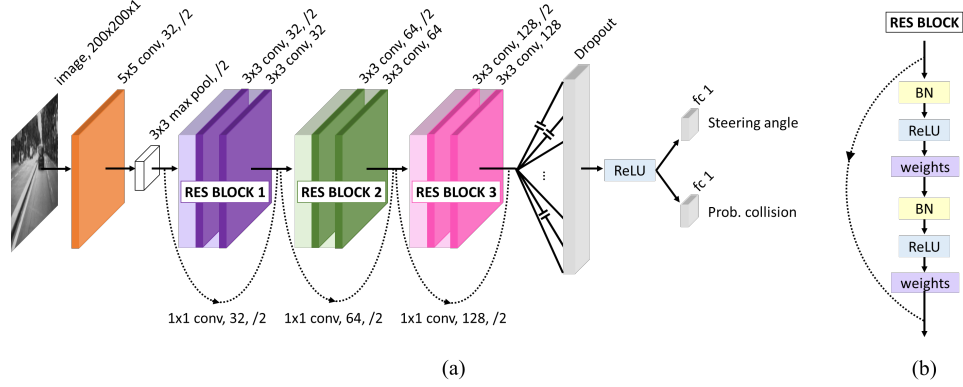 image, 200x200x1
5x5 conv, 32, /2
3x3 max pool, /2
3x3 conv, 32, /2
3x3 conv, 32
3x3 conv, 64, /2
3x3 conv, 64
3x3 conv, 128, /2
3x3 conv, 128
Dropout
RES BLOCK 1
RES BLOCK 2
RES BLOCK 3
...
ReLU
fc 1
Steering angle
fc 1
Prob. collision
1x1 conv, 32, /2
1x1 conv, 64, /2
1x1 conv, 128, /2
(a)
RES BLOCK
BN
ReLU
weights
BN
ReLU
weights
(b)